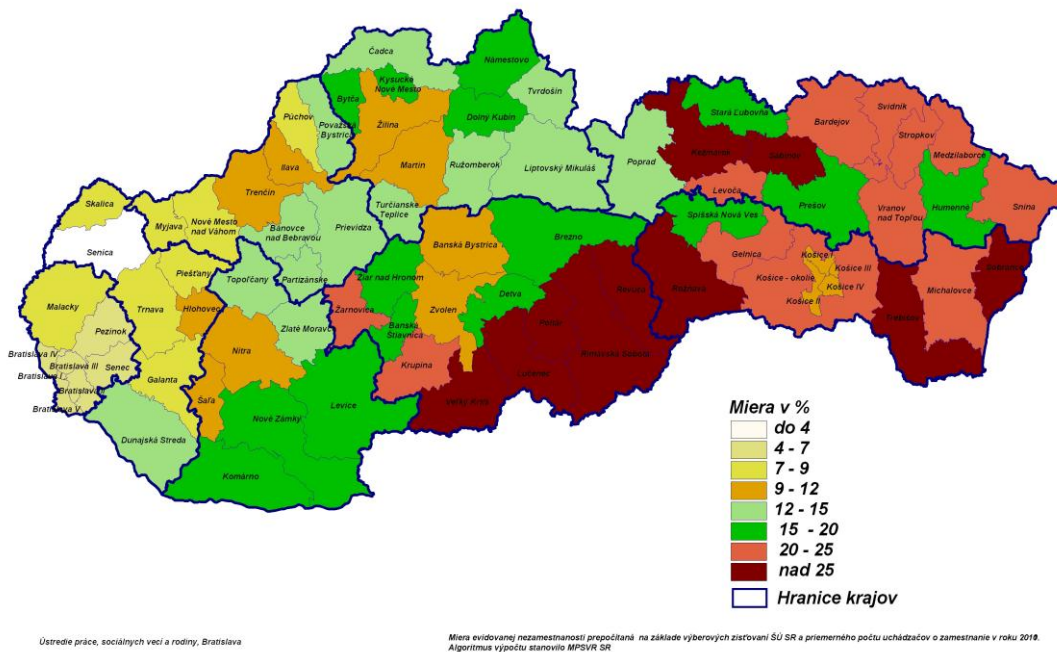 Čadca
Námestovo
Kysucké
Nové Mesto
Bytča
Tvrdošín
Púchov
Považská
Bystrica
Žilina
Dolný Kubín
Stará Ľubovňa
Svidník
Bardejov
Stropkov
Ilava
Martin
Ružomberok
Liptovský Mikuláš
Poprad
Kežmarok
Sabinov
Medzilaborce
Trenčín
Levoča
Prešov
Vranov
nad Topľou
Humenné
Snina
Skalica
Nové Mesto
nad Váhom
Myjava
Turčianske
Teplice
Bánovce
nad Bebravou
Prievidza
Spišská Nová Ves
Senica
Banská Bystrica
Brezno
Gelnica
Košice I
Košice III
Piešťany
Topoľčany
Partizánske
Žiar nad Hronom
Košice - okolie
Košice IV
Košice II
Malacky
Trnava
Hlohovec
Žarnovica
Zvolen
Detva
Revúca
Rožňava
Michalovce
Sobrance
Trebišov
Pezinok
Zlaté Moravce
Banská
Štiavnica
Poltár
Rimavská Sobota
Bratislava IV
Bratislava III
Senec
Nitra
Bratislava I
Krupina
Lučenec
Galanta
Bratislava V
Šaľa
Levice
Veľký Krtíš
Nové Zámky
Dunajská Streda
Komárno
Miera v %
do 4
4 - 7
7 - 9
9 - 12
12 - 15
15 - 20
20 - 25
nad 25
Hranice krajov
Ústredie práce, sociálnych vecí a rodiny, Bratislava
Miera evidovanej nezamestnanosti prepočítaná na základe výberových zisťovaní ŠÚ SR a priemerného počtu uchádzačov o zamestnanie v roku 2010.
Algoritmus výpočtu stanovilo MPSVR SR